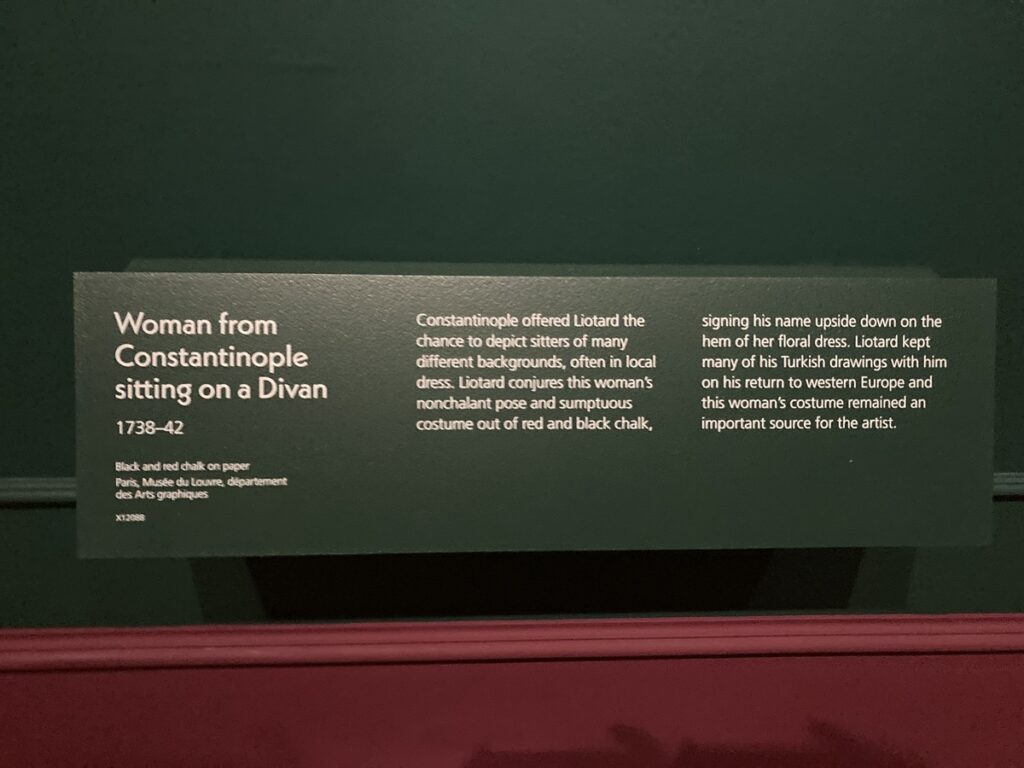 Woman from
Constantinople
sitting on a Divan
1738–42
Black and red chalk on paper
Paris, Musée du Louvre, département
des Arts graphiques
X12088
Constantinople offered Liotard the
chance to depict sitters of many
different backgrounds, often in local
dress. Liotard conjures this woman's
nonchalant pose and sumptuous
costume out of red and black chalk,
signing his name upside down on the
hem of her floral dress. Liotard kept
many of his Turkish drawings with him
on his return to western Europe and
this woman's costume remained an
important source for the artist.